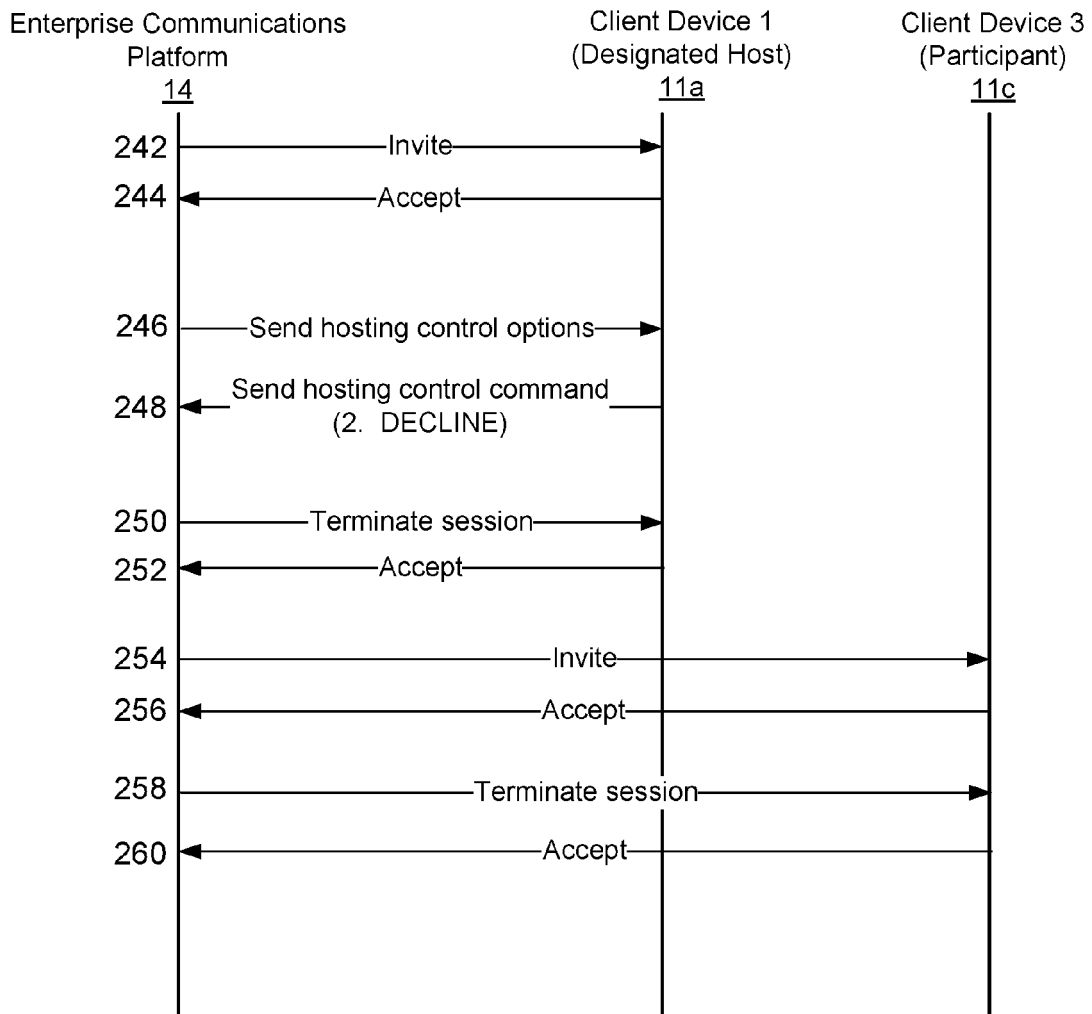 Enterprise Communications
Platform
14
Client Device 1
(Designated Host)
11a
Client Device 3
(Participant)
11c
242
Invite
244
Accept
246
Send hosting control options
248
Send hosting control command
(2. DECLINE)
250
Terminate session
252
Accept
254
Invite
256
Accept
258
Terminate session
260
Accept